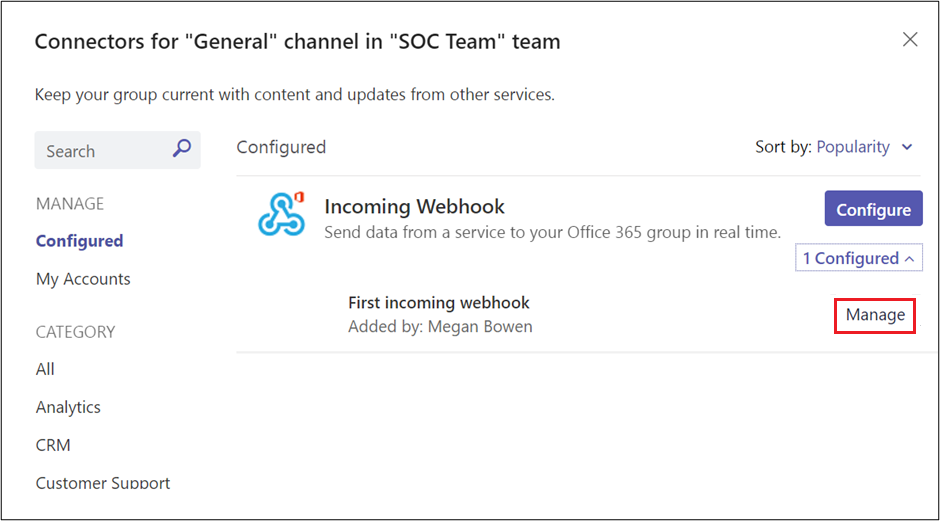 Connectors for "General" channel in "SOC Team" team
Keep your group current with content and updates from other services.
Search
MANAGE
Configured
My Accounts
CATEGORY
All
Analytics
CRM
Customer Support
Configured
Sort by: Popularity
Incoming Webhook
Send data from a service to your Office 365 group in real time.
Configure
1 Configured
First incoming webhook
Added by: Megan Bowen
Manage